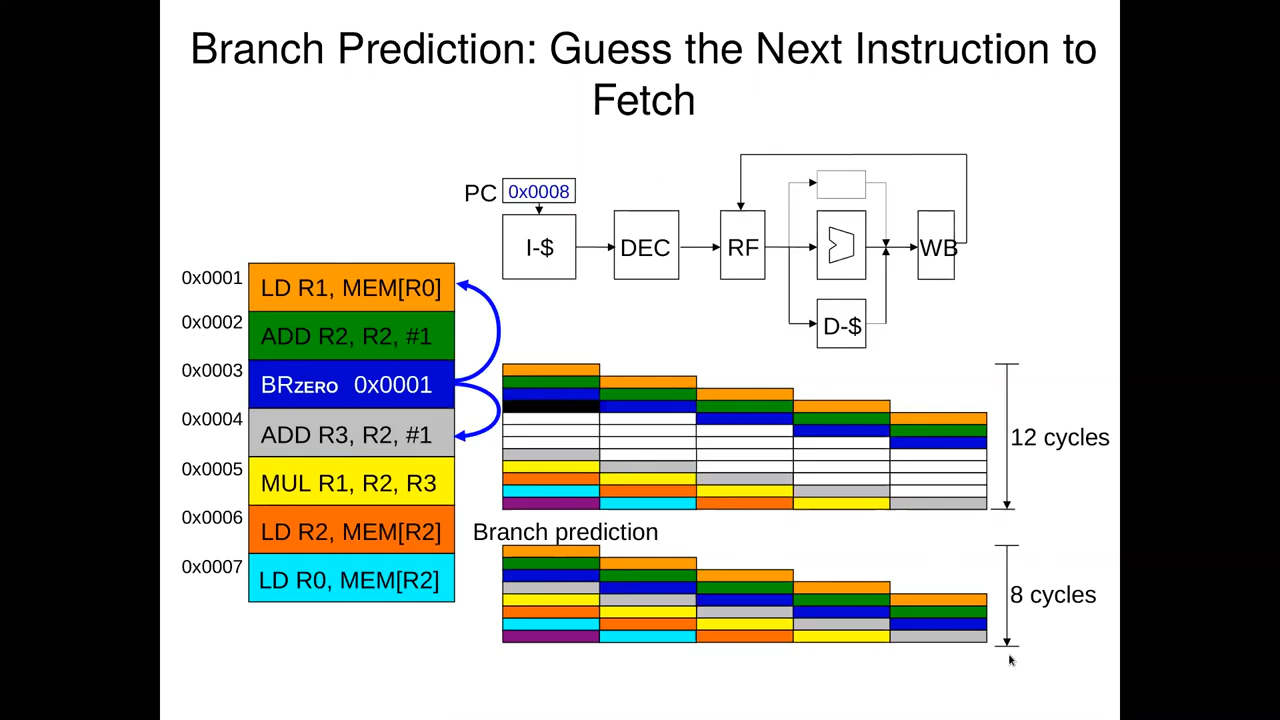 Branch Prediction: Guess the Next Instruction to
Fetch
PC 0x0008
I-$ DEC RF WB
D-$
0x0001 LD R1, MEM[R0]
0x0002 ADD R2, R2, #1
0x0003 BRZERO 0x0001
0x0004 ADD R3, R2, #1
0x0005 MUL R1, R2, R3
0x0006 LD R2, MEM[R2]
0x0007 LD R0, MEM[R2]
12 cycles
Branch prediction
8 cycles